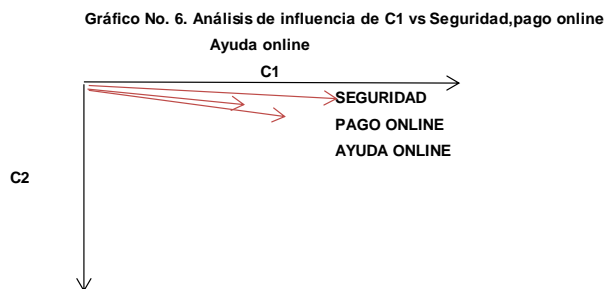 Gráfico No. 6. Análisis de influencia de C1 vs Seguridad,pago online
Ayuda online
C1
SEGURIDAD
PAGO ONLINE
AYUDA ONLINE
C2